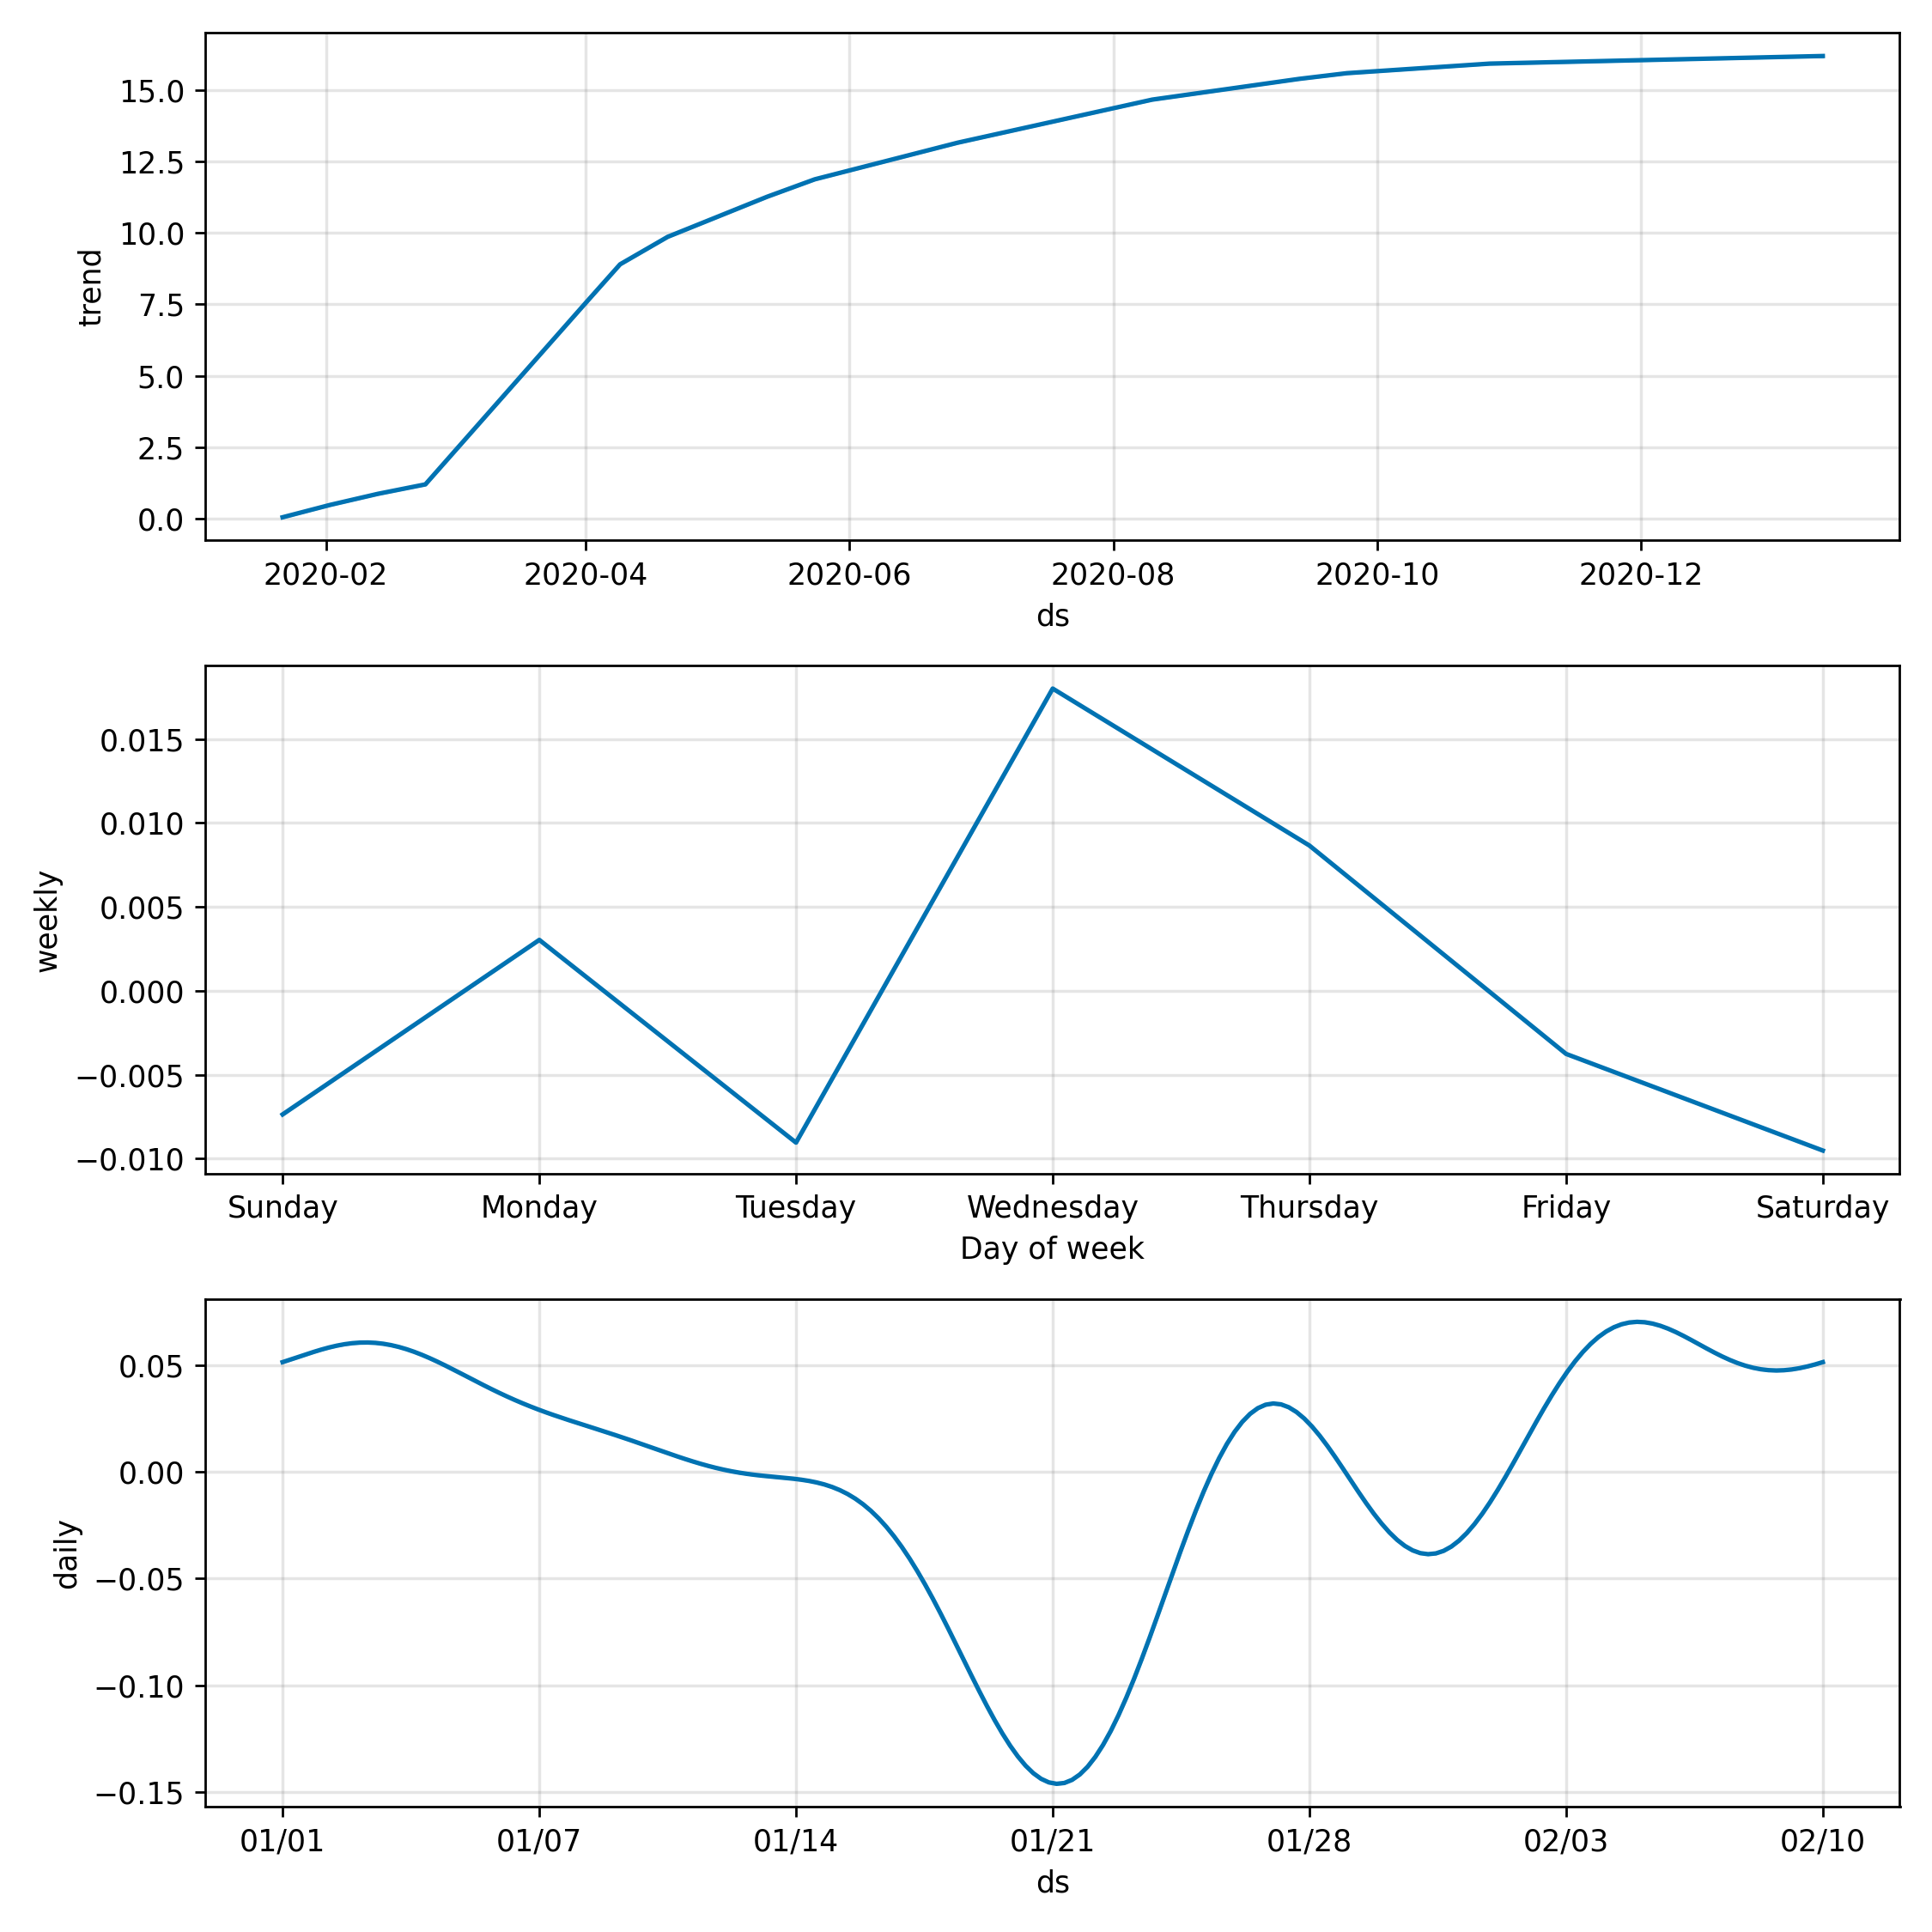 trend
15.0
12.5
10.0
7.5
5.0
2.5
0.0
2020-02 2020-04 2020-06 2020-08 2020-10 2020-12
ds
weekly
0.015
0.010
0.005
0.000
−0.005
−0.010
Sunday Monday Tuesday Wednesday Thursday Friday Saturday
Day of week
daily
0.05
0.00
−0.05
−0.10
−0.15
01/01 01/07 01/14 01/21 01/28 02/03 02/10
ds